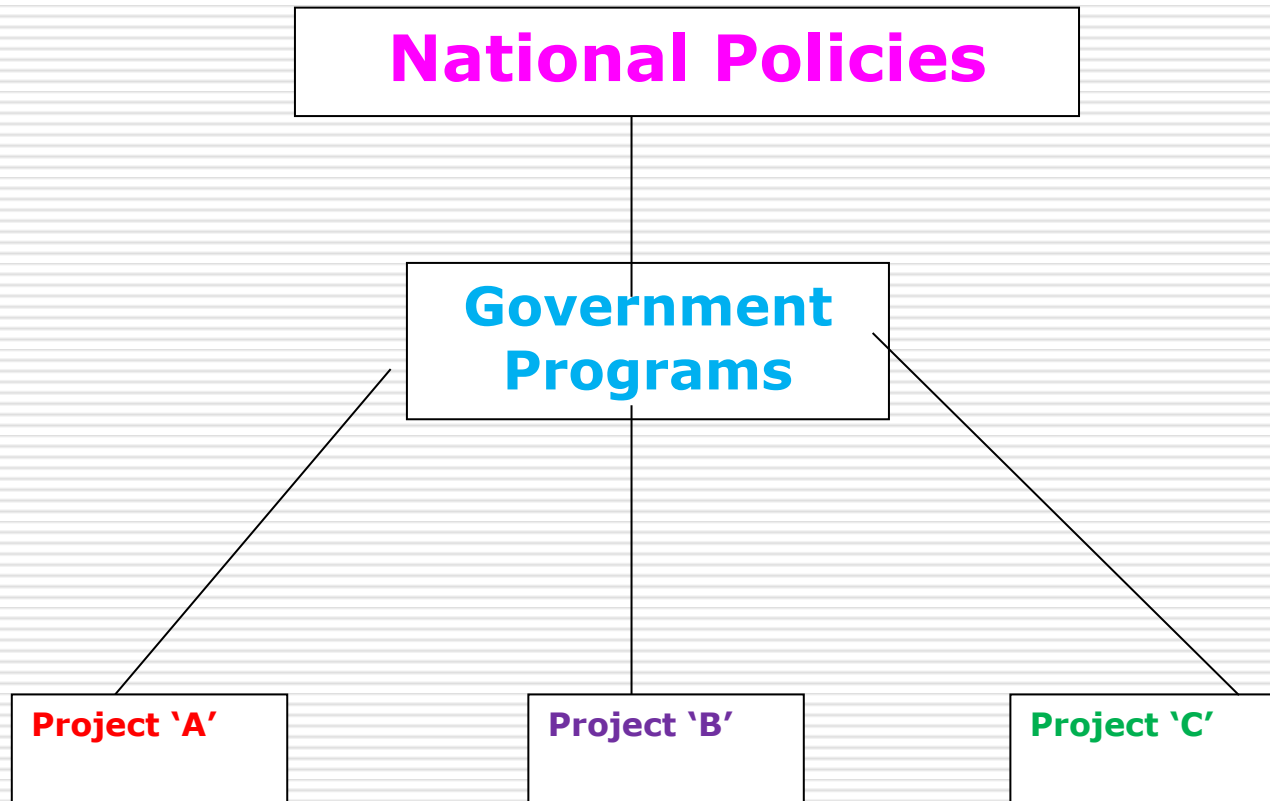 National Policies
Government
Programs
Project ‘A’
Project ‘B’
Project ‘C’